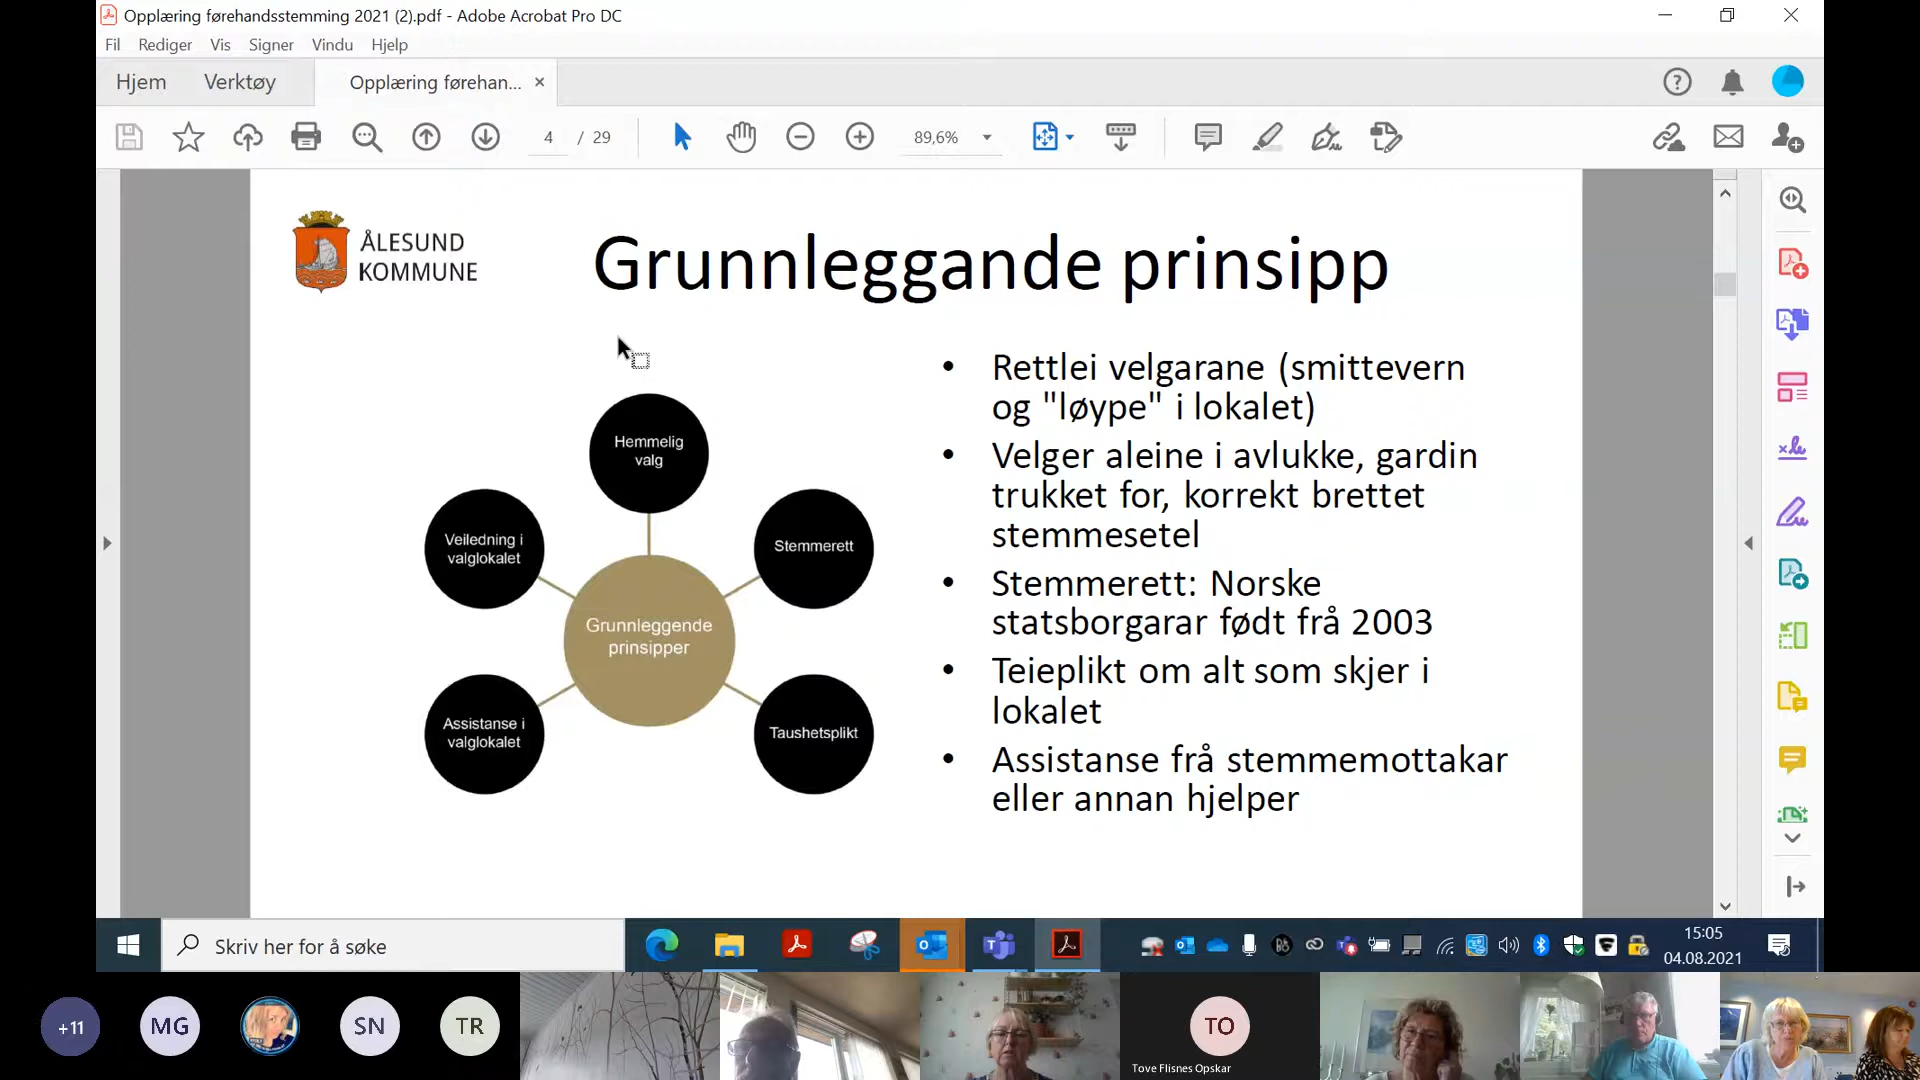 Opplæring førehandsstemming 2021 (2).pdf - Adobe Acrobat Pro DC
Fil Rediger Vis Signer Vindu Hjelp
Hjem Verktøy Opplæring førehan... ×
4 / 29 89,6%
ÅLESUND
KOMMUNE
Grunnleggande prinsipp
Hemmelig
valg
Veiledning i
valglokalet
Stemmerett
Grunnleggende
prinsipper
Assistanse i
valglokalet
Taushetsplikt
• Rettlei velgarane (smittevern
og "løype" i lokalet)
• Velger aleine i avlukke, gardin
trukket for, korrekt brettet
stemmesetel
• Stemmerett: Norske
statsborgarar født frå 2003
• Teieplikt om alt som skjer i
lokalet
• Assistanse frå stemmemottakar
eller annan hjelper
Skriv her for å søke
15:05
04.08.2021
+11 MG SN TR TO
Tove Flisnes Opskar